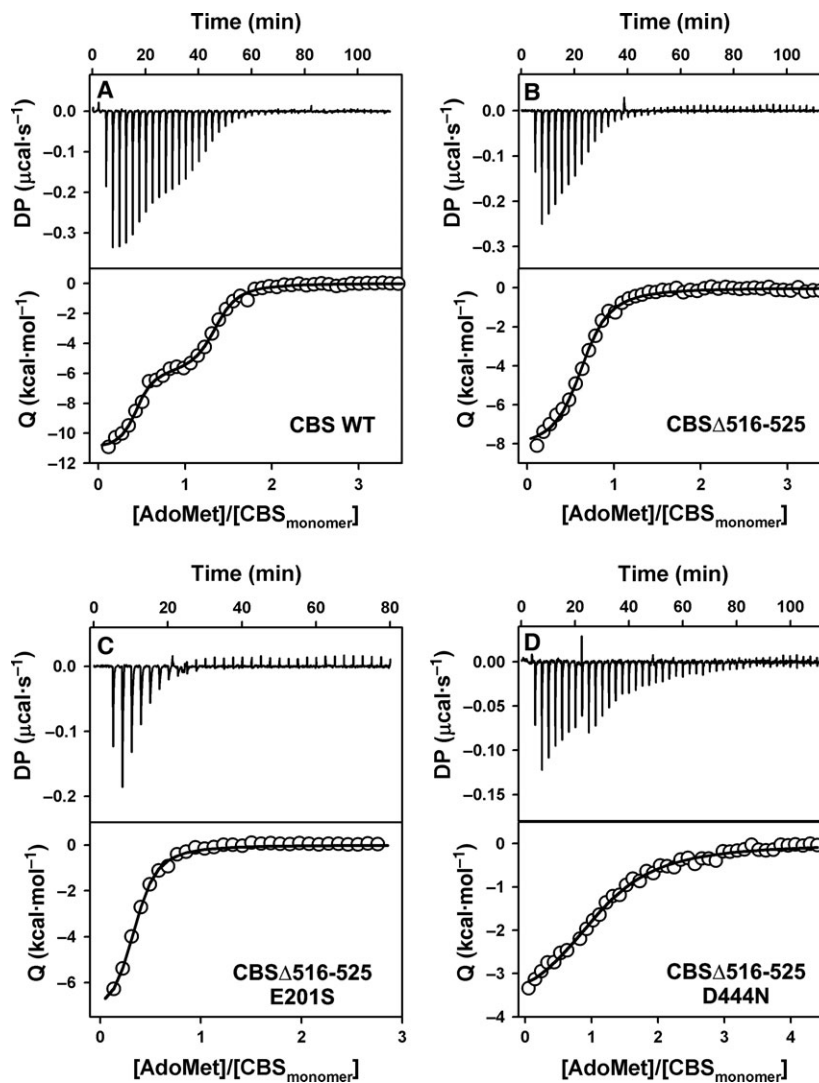 Time (min)
0 20 40 60 80 100
A
0.0
−0.1
−0.2
−0.3
DP (μcal·s⁻¹)
0
−2
−4
−6
−8
−10
−12
Q (kcal·mol⁻¹)
CBS WT
0 1 2 3
[AdoMet]/[CBSmonomer]
Time (min)
0 20 40 60 80 100
B
0.0
−0.1
−0.2
−0.3
DP (μcal·s⁻¹)
0
−2
−4
−6
−8
Q (kcal·mol⁻¹)
CBSΔ516-525
0 1 2 3
[AdoMet]/[CBSmonomer]
Time (min)
0 20 40 60 80
C
0.0
−0.1
−0.2
DP (μcal·s⁻¹)
0
−2
−4
−6
Q (kcal·mol⁻¹)
CBSΔ516-525
E201S
0 1 2 3
[AdoMet]/[CBSmonomer]
Time (min)
0 20 40 60 80 100
D
0.00
−0.05
−0.10
−0.15
DP (μcal·s⁻¹)
0
−1
−2
−3
−4
Q (kcal·mol⁻¹)
CBSΔ516-525
D444N
0 1 2 3 4
[AdoMet]/[CBSmonomer]